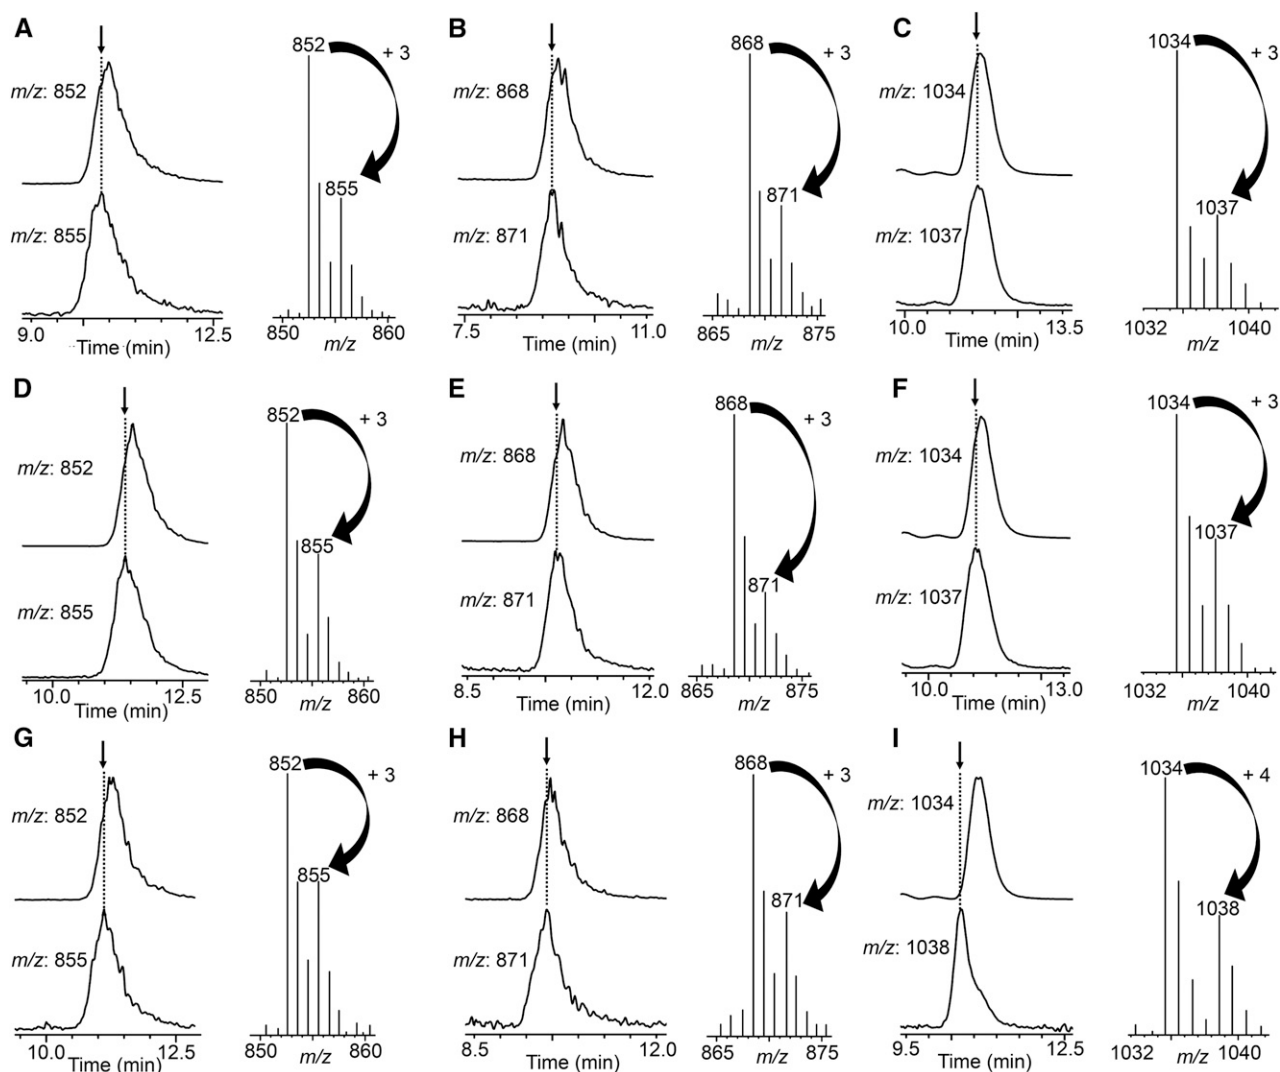 A
852
+ 3
m/z: 852
855
m/z: 855
9.0 12.5
Time (min)
850 860
m/z
B
868
+ 3
m/z: 868
871
m/z: 871
7.5 11.0
Time (min)
865 875
m/z
C
1034
+ 3
m/z: 1034
1037
m/z: 1037
10.0 13.5
Time (min)
1032 1040
m/z
D
852
+ 3
m/z: 852
855
m/z: 855
10.0 12.5
Time (min)
850 860
m/z
E
868
+ 3
m/z: 868
871
m/z: 871
8.5 12.0
Time (min)
865 875
m/z
F
1034
+ 3
m/z: 1034
1037
m/z: 1037
10.0 13.0
Time (min)
1032 1040
m/z
G
852
+ 3
m/z: 852
855
m/z: 855
10.0 12.5
Time (min)
850 860
m/z
H
868
+ 3
m/z: 868
871
m/z: 871
8.5 12.0
Time (min)
865 875
m/z
I
1034
+ 4
m/z: 1034
1038
m/z: 1038
9.5 12.5
Time (min)
1032 1040
m/z